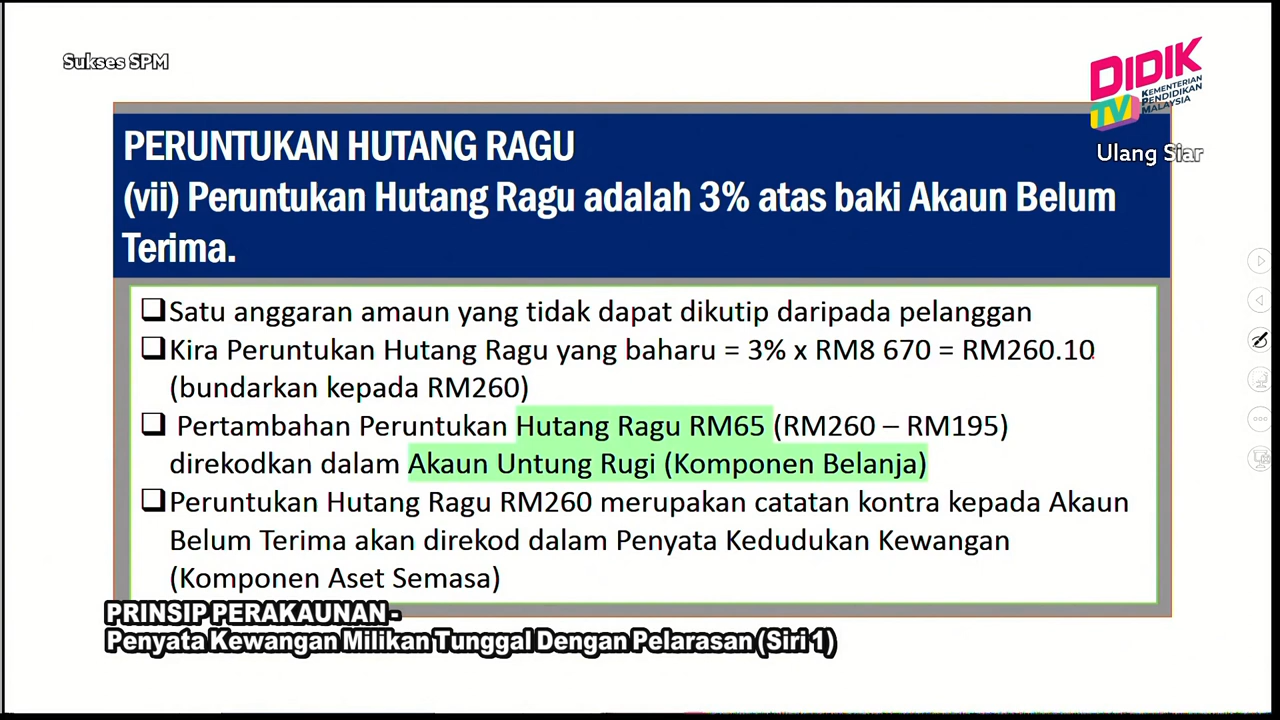 Sukses SPM
DIDIK
TV
KEMENTERIAN
PENDIDIKAN
MALAYSIA
Ulang Siar
PERUNTUKAN HUTANG RAGU
(vii) Peruntukan Hutang Ragu adalah 3% atas baki Akaun Belum
Terima.
Satu anggaran amaun yang tidak dapat dikutip daripada pelanggan
Kira Peruntukan Hutang Ragu yang baharu = 3% x RM8 670 = RM260.10
(bundarkan kepada RM260)
Pertambahan Peruntukan Hutang Ragu RM65 (RM260 – RM195)
direkodkan dalam Akaun Untung Rugi (Komponen Belanja)
Peruntukan Hutang Ragu RM260 merupakan catatan kontra kepada Akaun
Belum Terima akan direkod dalam Penyata Kedudukan Kewangan
(Komponen Aset Semasa)
PRINSIP PERAKAUNAN -
Penyata Kewangan Milikan Tunggal Dengan Pelarasan (Siri 1)